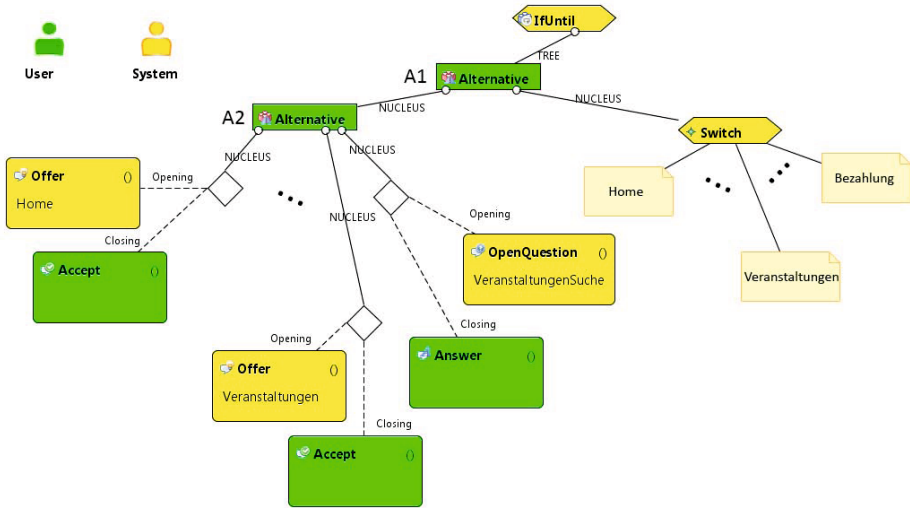 IfUntil
TREE
User
System
A1
Alternative
NUCLEUS
NUCLEUS
A2
Alternative
Switch
NUCLEUS
NUCLEUS
NUCLEUS
Home
Bezahlung
Veranstaltungen
Offer ()
Home
Opening
Closing
Accept ()
Opening
OpenQuestion ()
VeranstaltungenSuche
Closing
Answer ()
Opening
Offer ()
Veranstaltungen
Closing
Accept ()